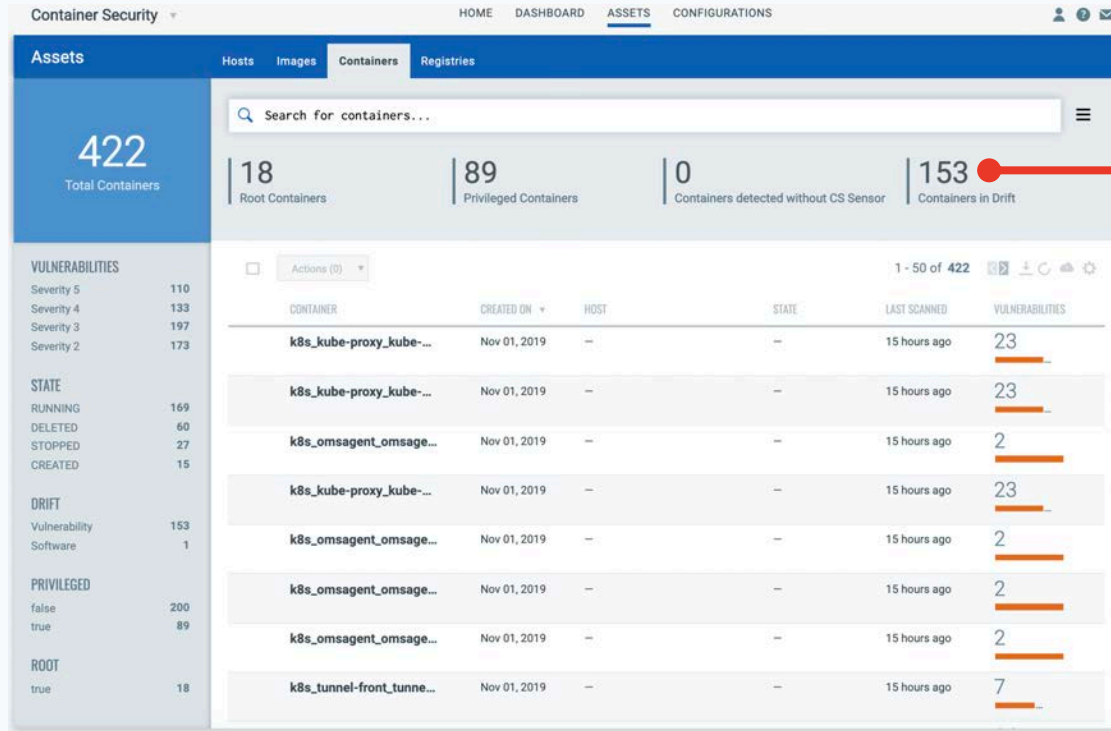 Container Security
HOME DASHBOARD ASSETS CONFIGURATIONS
Assets
Hosts Images Containers Registries
422
Total Containers
Search for containers...
18
Root Containers
89
Privileged Containers
0
Containers detected without CS Sensor
153
Containers in Drift
VULNERABILITIES
Severity 5 110
Severity 4 133
Severity 3 197
Severity 2 173
STATE
RUNNING 169
DELETED 60
STOPPED 27
CREATED 15
DRIFT
Vulnerability 153
Software 1
PRIVILEGED
false 200
true 89
ROOT
true 18
Actions (0)
1 - 50 of 422
CONTAINER CREATED ON HOST STATE LAST SCANNED VULNERABILITIES
k8s_kube-proxy_kube-... Nov 01, 2019 – – 15 hours ago 23
k8s_kube-proxy_kube-... Nov 01, 2019 – – 15 hours ago 23
k8s_omsagent_omsage... Nov 01, 2019 – – 15 hours ago 2
k8s_kube-proxy_kube-... Nov 01, 2019 – – 15 hours ago 23
k8s_omsagent_omsage... Nov 01, 2019 – – 15 hours ago 2
k8s_omsagent_omsage... Nov 01, 2019 – – 15 hours ago 2
k8s_omsagent_omsage... Nov 01, 2019 – – 15 hours ago 2
k8s_tunnel-front_tunne... Nov 01, 2019 – – 15 hours ago 7